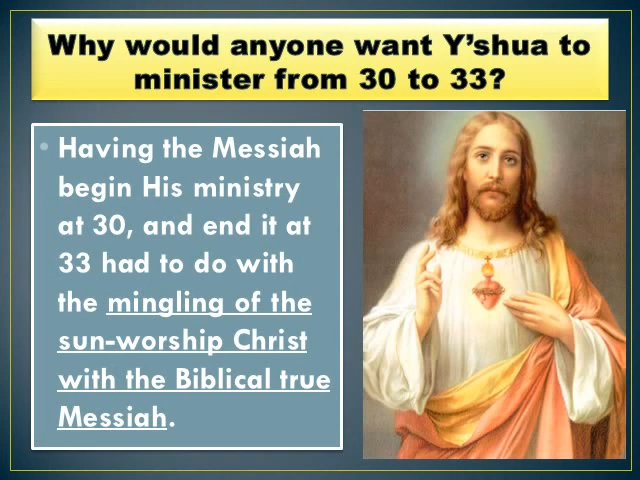 Why would anyone want Y’shua to
minister from 30 to 33?
• Having the Messiah
begin His ministry
at 30, and end it at
33 had to do with
the mingling of the
sun-worship Christ
with the Biblical true
Messiah.